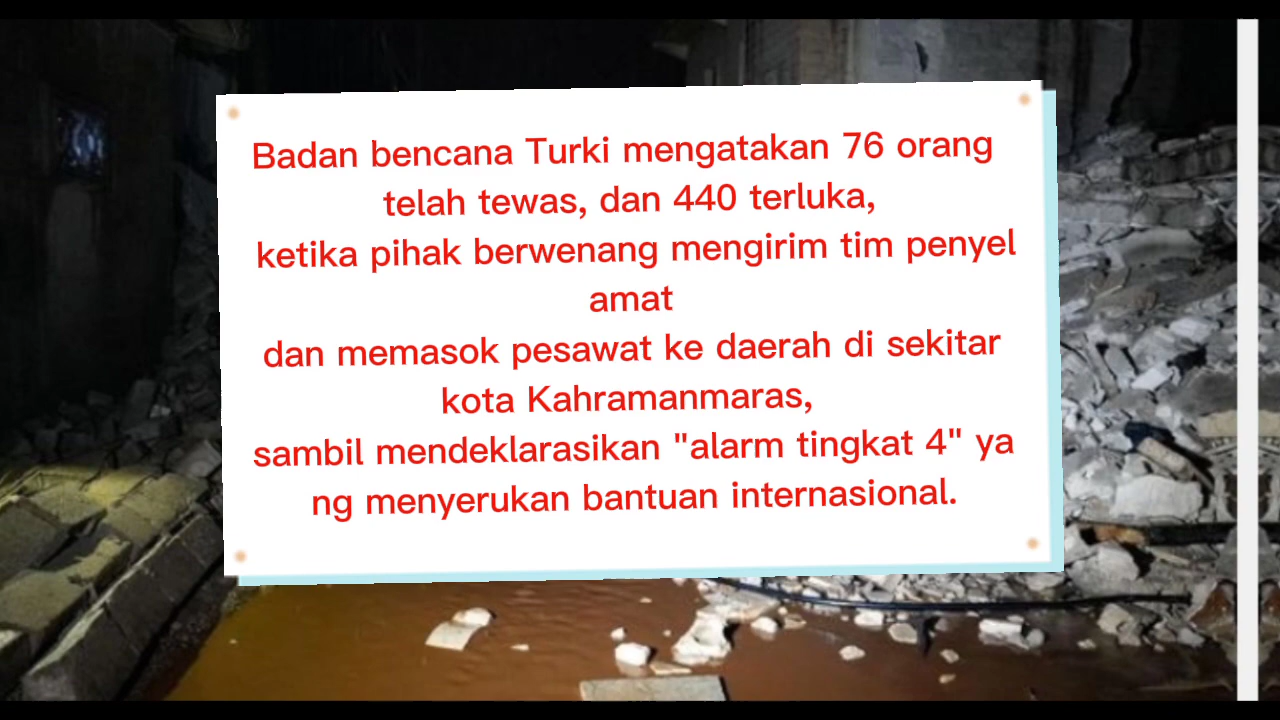 Badan bencana Turki mengatakan 76 orang
telah tewas, dan 440 terluka,
ketika pihak berwenang mengirim tim penyel
amat
dan memasok pesawat ke daerah di sekitar
kota Kahramanmaras,
sambil mendeklarasikan "alarm tingkat 4" ya
ng menyerukan bantuan internasional.